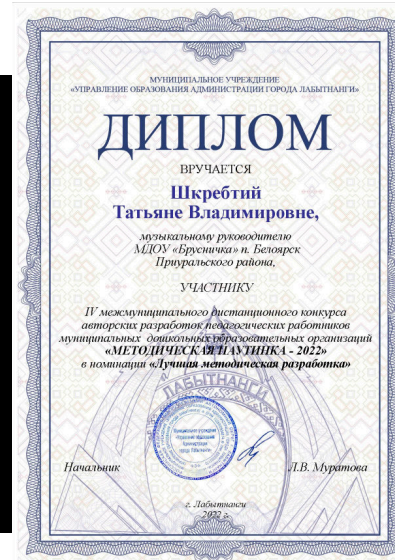 МУНИЦИПАЛЬНОЕ УЧРЕЖДЕНИЕ
«УПРАВЛЕНИЕ ОБРАЗОВАНИЯ АДМИНИСТРАЦИИ ГОРОДА ЛАБЫТНАНГИ»
ДИПЛОМ
ВРУЧАЕТСЯ
Шкребтий
Татьяне Владимировне,
музыкальному руководителю
МДОУ «Брусничка» п. Белоярск
Приуральского района,
УЧАСТНИКУ
IV межмуниципального дистанционного конкурса
авторских разработок педагогических работников
муниципальных дошкольных образовательных организаций
«МЕТОДИЧЕСКАЯ ПАУТИНКА - 2022»
в номинации «Лучшая методическая разработка»
ЛАБЫТНАНГИ
Начальник
Л.В. Муратова
г. Лабытнанги
2022 г.